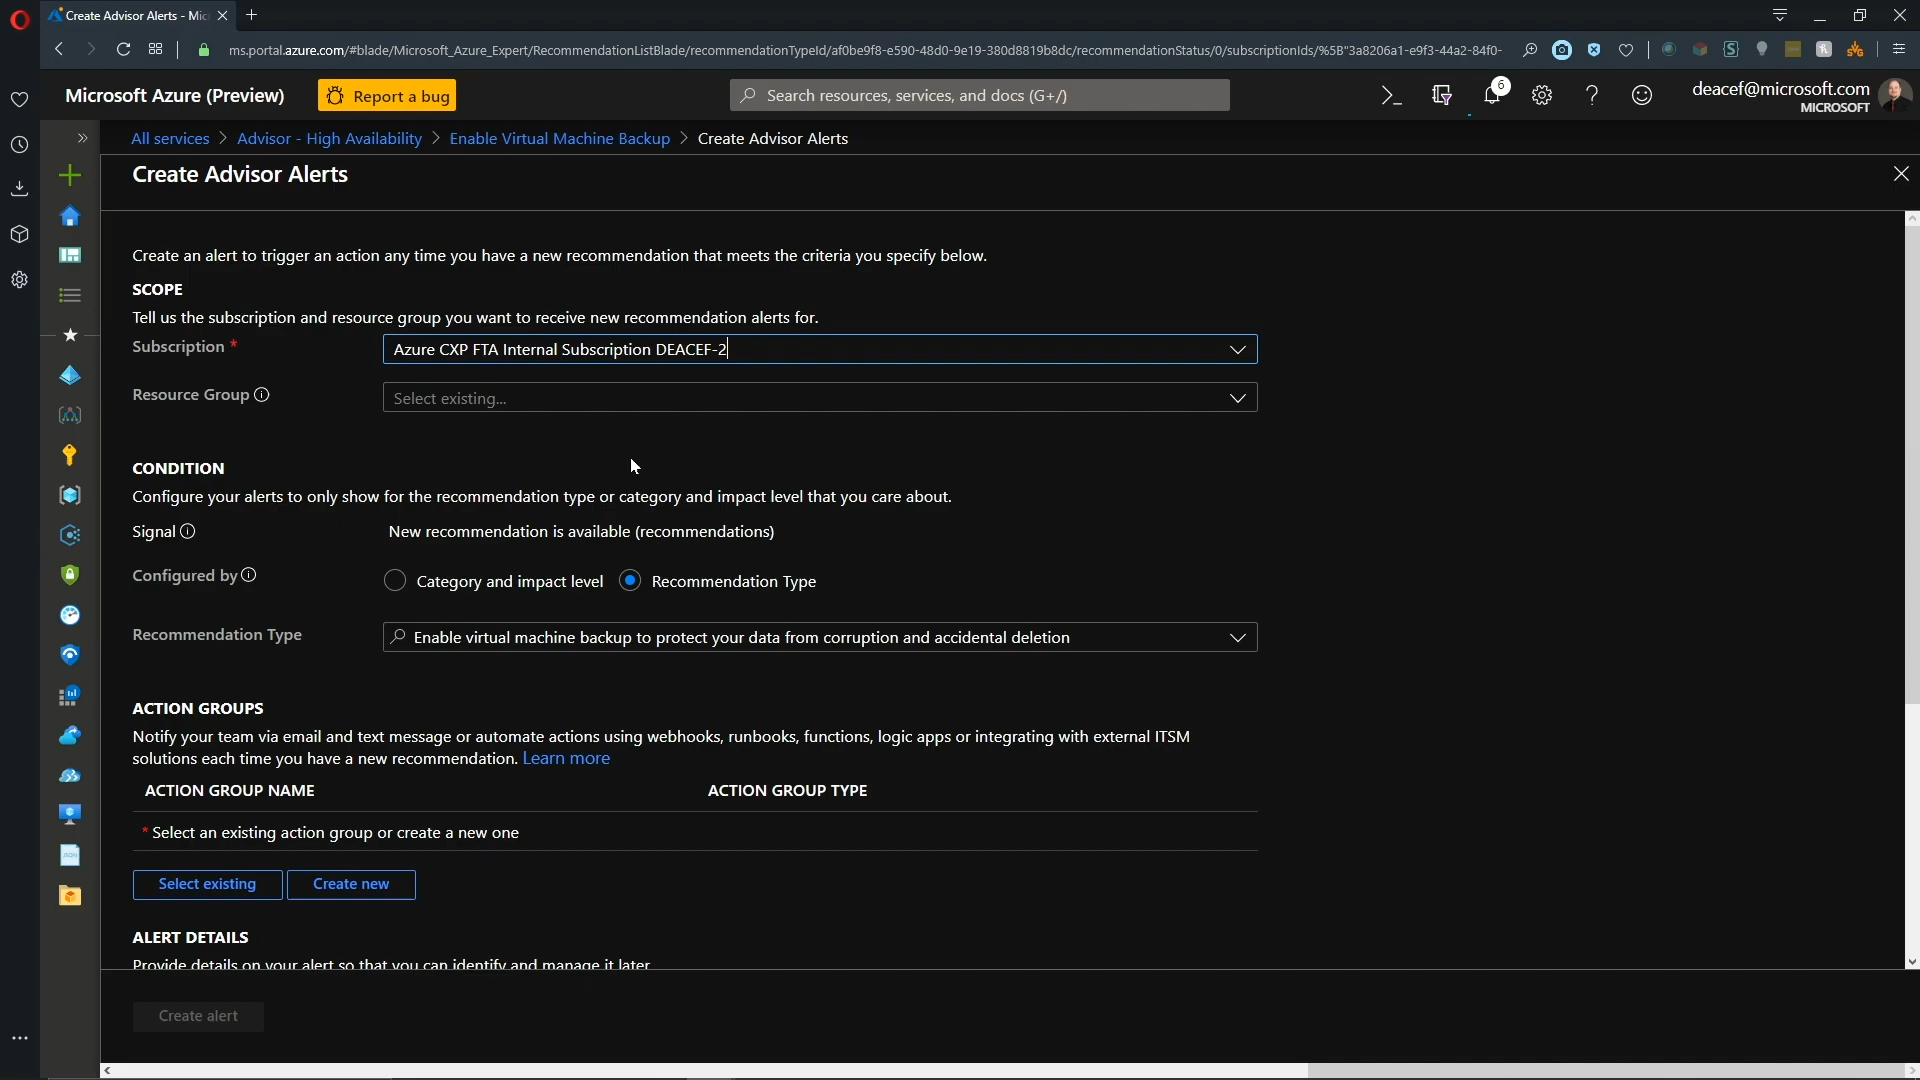 Create Advisor Alerts - Mic
ms.portal.azure.com/#blade/Microsoft_Azure_Expert/RecommendationListBlade/recommendationTypeId/af0be9f8-e590-48d0-9e19-380d8819b8dc/recommendationStatus/0/subscriptionIds/%5B"3a8206a1-e9f3-44a2-84f0-
Microsoft Azure (Preview)
Report a bug
Search resources, services, and docs (G+/)
6
deacef@microsoft.com
MICROSOFT
All services > Advisor - High Availability > Enable Virtual Machine Backup > Create Advisor Alerts
Create Advisor Alerts
Create an alert to trigger an action any time you have a new recommendation that meets the criteria you specify below.
SCOPE
Tell us the subscription and resource group you want to receive new recommendation alerts for.
Subscription *
Azure CXP FTA Internal Subscription DEACEF-2
Resource Group
Select existing...
CONDITION
Configure your alerts to only show for the recommendation type or category and impact level that you care about.
Signal
New recommendation is available (recommendations)
Configured by
Category and impact level
Recommendation Type
Recommendation Type
Enable virtual machine backup to protect your data from corruption and accidental deletion
ACTION GROUPS
Notify your team via email and text message or automate actions using webhooks, runbooks, functions, logic apps or integrating with external ITSM
solutions each time you have a new recommendation. Learn more
ACTION GROUP NAME
ACTION GROUP TYPE
* Select an existing action group or create a new one
Select existing
Create new
ALERT DETAILS
Provide details on your alert so that you can identify and manage it later
Create alert